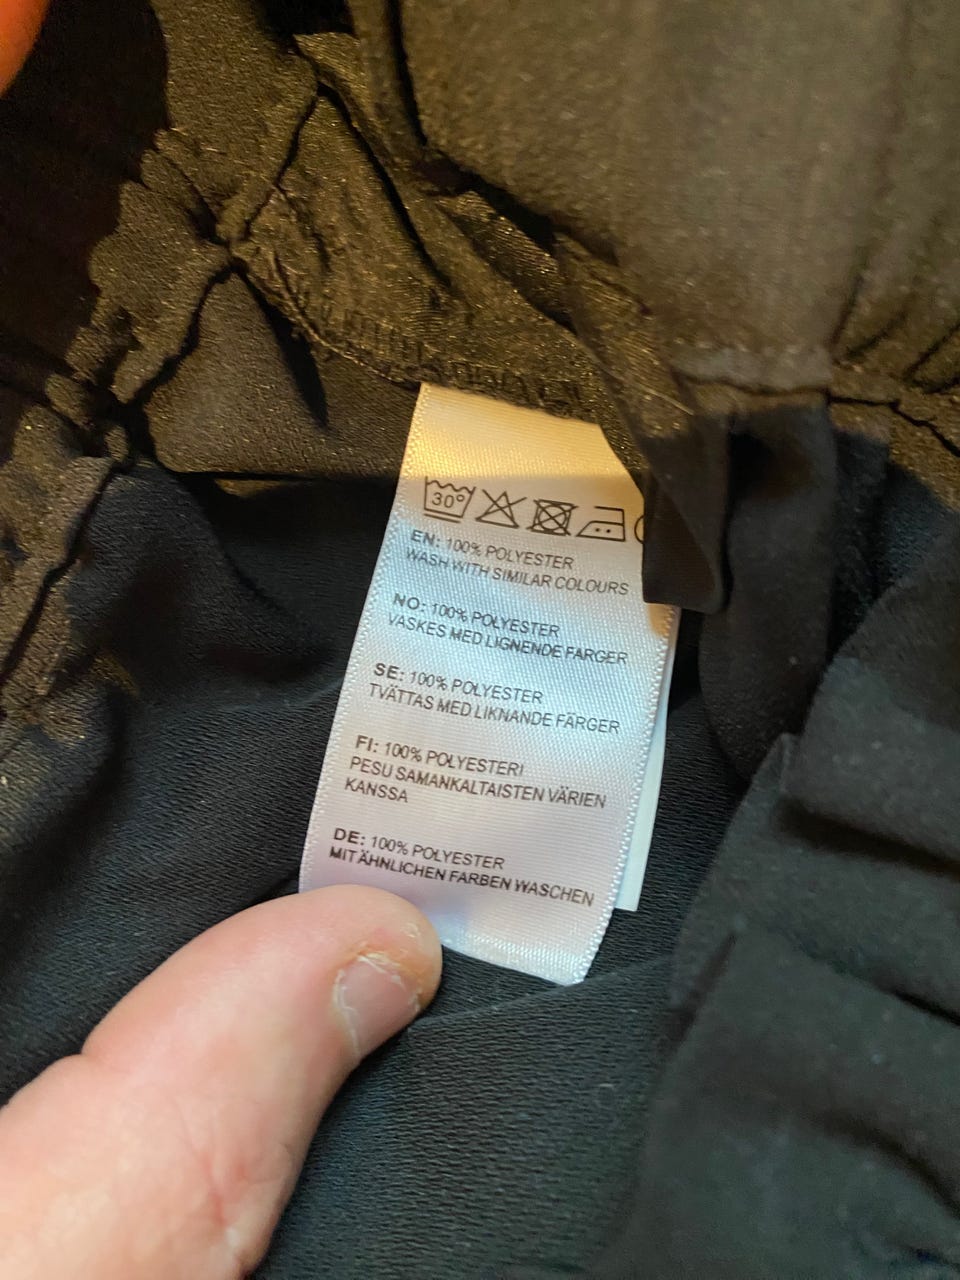 30°
EN: 100% POLYESTER
WASH WITH SIMILAR COLOURS
NO: 100% POLYESTER
VASKES MED LIGNENDE FARGER
SE: 100% POLYESTER
TVÄTTAS MED LIKNANDE FÄRGER
FI: 100% POLYESTERI
PESU SAMANKALTAISTEN VÄRIEN
KANSSA
DE: 100% POLYESTER
MIT ÄHNLICHEN FARBEN WASCHEN